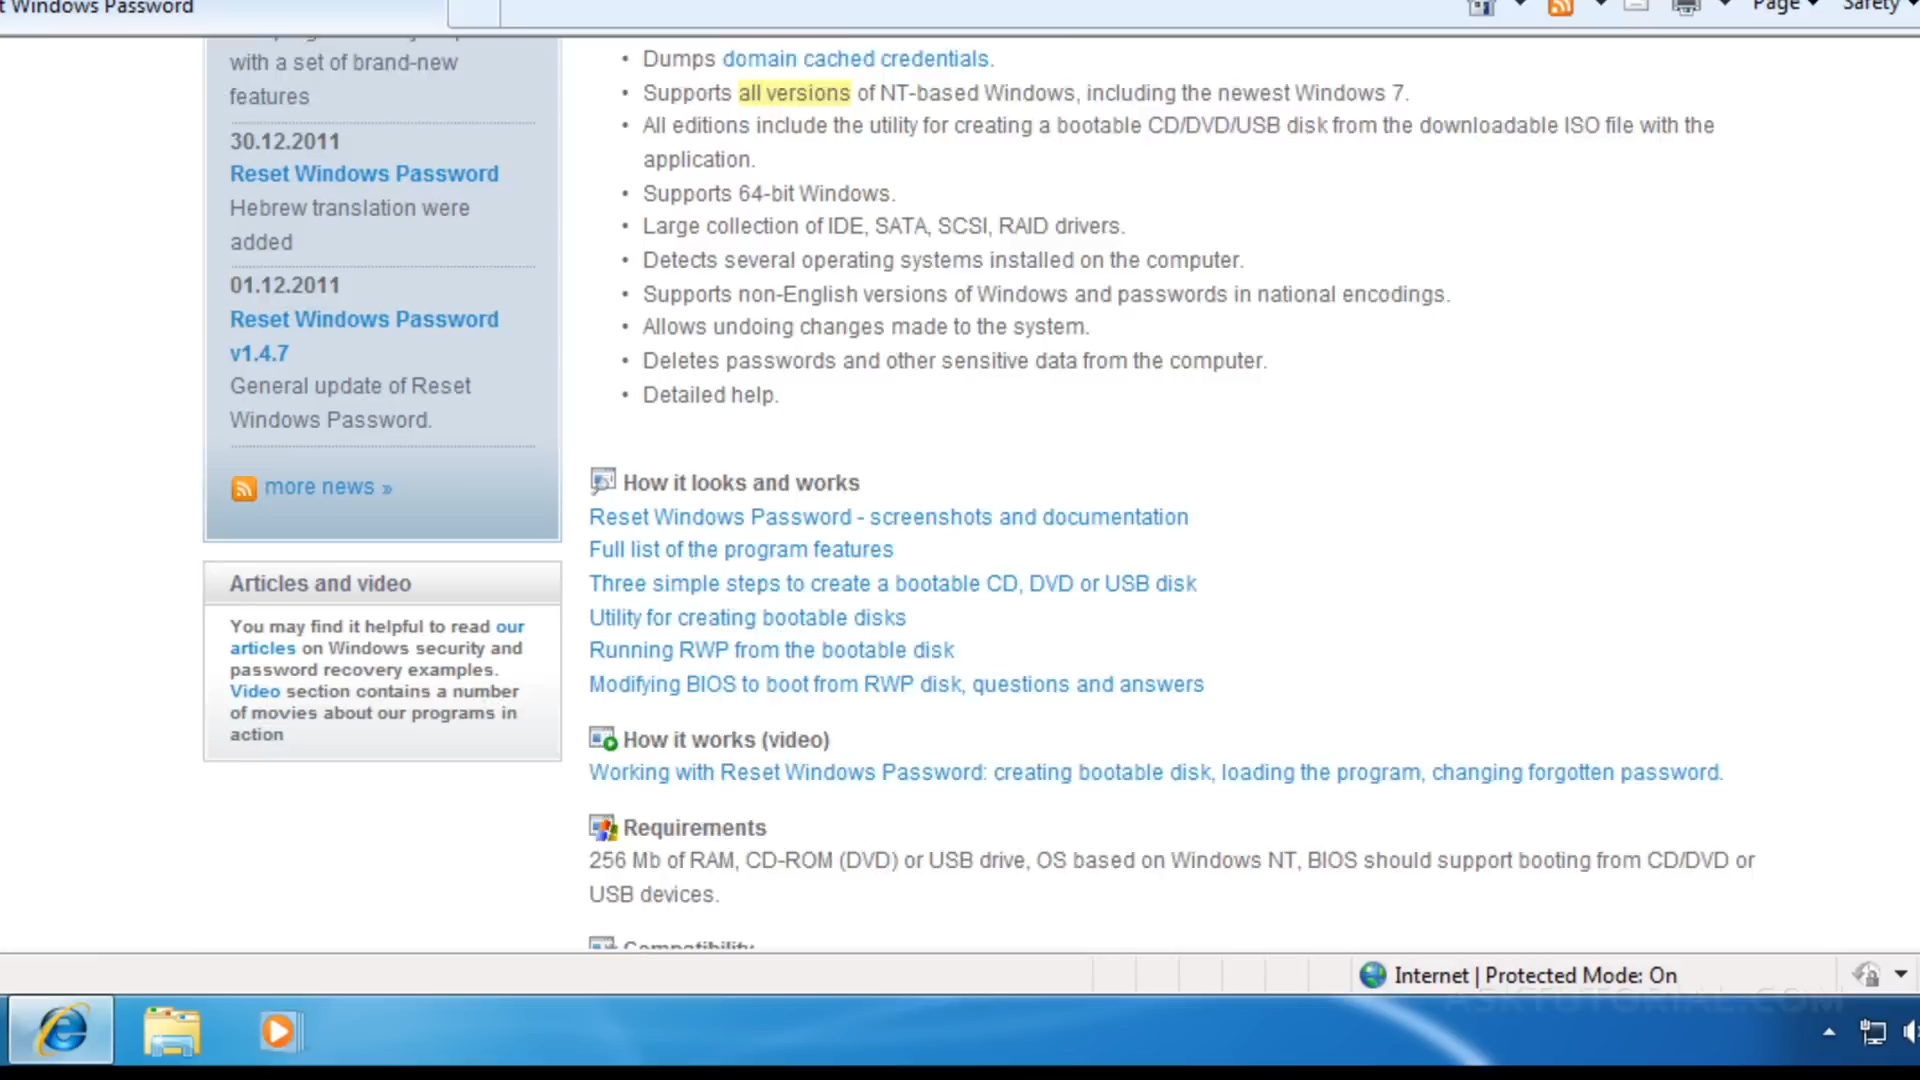 t Windows Password
Page
Safety
with a set of brand-new
features
30.12.2011
Reset Windows Password
Hebrew translation were
added
01.12.2011
Reset Windows Password
v1.4.7
General update of Reset
Windows Password.
more news »
Articles and video
You may find it helpful to read our
articles on Windows security and
password recovery examples.
Video section contains a number
of movies about our programs in
action
• Dumps domain cached credentials.
• Supports all versions of NT-based Windows, including the newest Windows 7.
• All editions include the utility for creating a bootable CD/DVD/USB disk from the downloadable ISO file with the
application.
• Supports 64-bit Windows.
• Large collection of IDE, SATA, SCSI, RAID drivers.
• Detects several operating systems installed on the computer.
• Supports non-English versions of Windows and passwords in national encodings.
• Allows undoing changes made to the system.
• Deletes passwords and other sensitive data from the computer.
• Detailed help.
How it looks and works
Reset Windows Password - screenshots and documentation
Full list of the program features
Three simple steps to create a bootable CD, DVD or USB disk
Utility for creating bootable disks
Running RWP from the bootable disk
Modifying BIOS to boot from RWP disk, questions and answers
How it works (video)
Working with Reset Windows Password: creating bootable disk, loading the program, changing forgotten password.
Requirements
256 Mb of RAM, CD-ROM (DVD) or USB drive, OS based on Windows NT, BIOS should support booting from CD/DVD or
USB devices.
Compatibility
Internet | Protected Mode: On
ASKTUTORIAL.COM